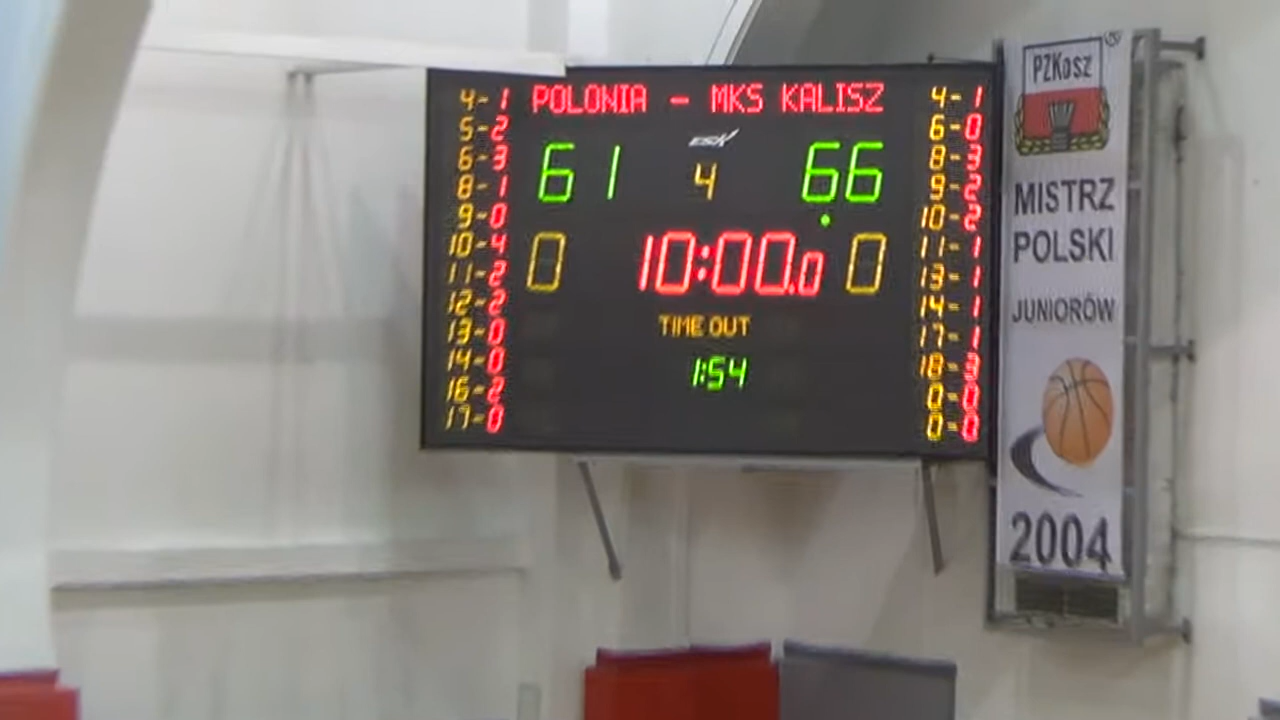 POLONIA - MKS KALISZ
4-1
5-2
6-3
8-1
9-0
10-4
11-2
12-2
13-0
14-0
16-2
17-0
ESK
61 4 66
0 10:00.0 0
TIME OUT
1:54
4-1
6-0
8-3
9-2
10-2
11-1
13-1
14-1
17-1
18-3
0-0
0-0
PZKosz
MISTRZ
POLSKI
JUNIORÓW
2004